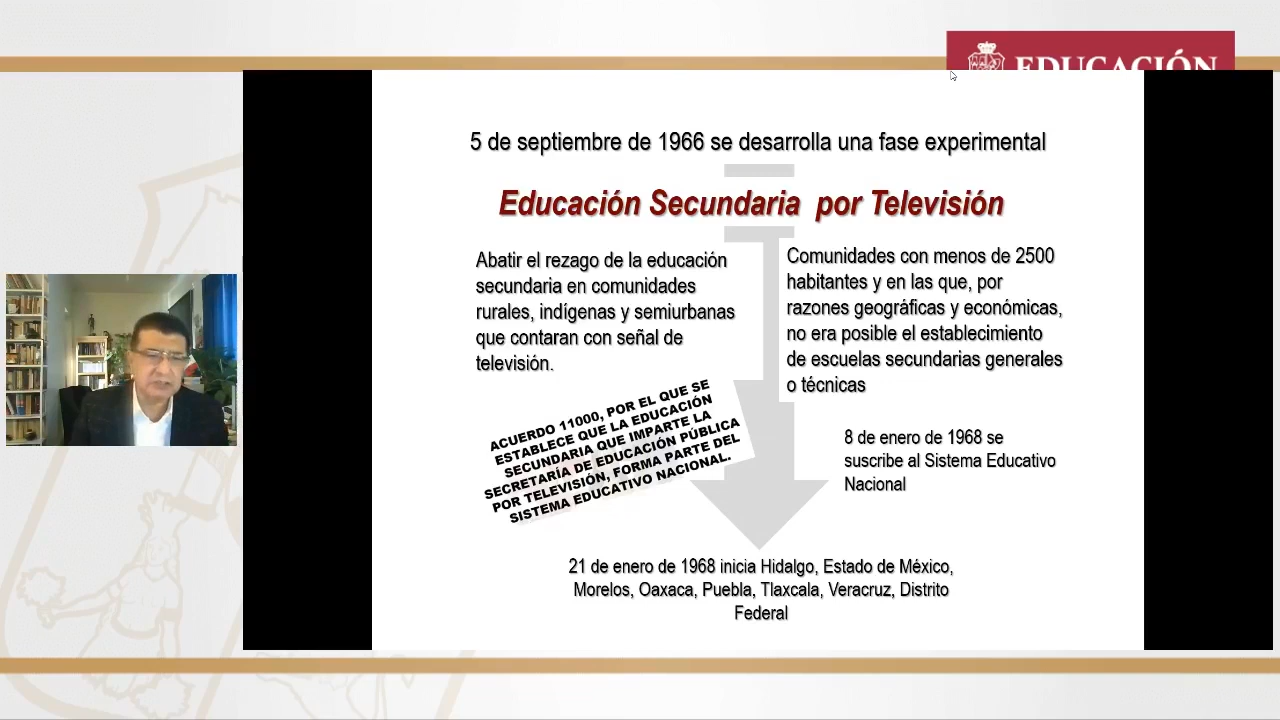 EDUCACIÓN
5 de septiembre de 1966 se desarrolla una fase experimental
Educación Secundaria por Televisión
Abatir el rezago de la educación
secundaria en comunidades
rurales, indígenas y semiurbanas
que contaran con señal de
televisión.
Comunidades con menos de 2500
habitantes y en las que, por
razones geográficas y económicas,
no era posible el establecimiento
de escuelas secundarias generales
o técnicas
ACUERDO 11000, POR EL QUE SE
ESTABLECE QUE LA EDUCACIÓN
SECUNDARIA QUE IMPARTE LA
SECRETARÍA DE EDUCACIÓN PÚBLICA
POR TELEVISIÓN, FORMA PARTE DEL
SISTEMA EDUCATIVO NACIONAL.
8 de enero de 1968 se
suscribe al Sistema Educativo
Nacional
21 de enero de 1968 inicia Hidalgo, Estado de México,
Morelos, Oaxaca, Puebla, Tlaxcala, Veracruz, Distrito
Federal